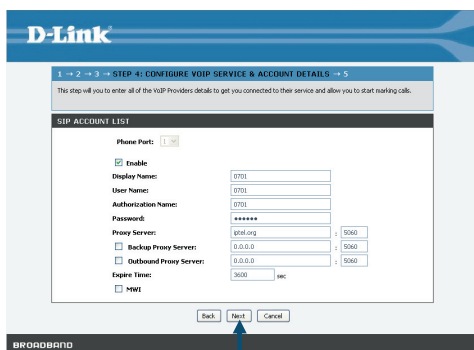 D-Link
1 → 2 → 3 → STEP 4: CONFIGURE VOIP SERVICE & ACCOUNT DETAILS → 5
This step will you to enter all of the VoIP Providers details to get you connected to their service and allow you to start marking calls.
SIP ACCOUNT LIST
Phone Port: 1
Enable
Display Name: 0701
User Name: 0701
Authorization Name: 0701
Password: ••••••
Proxy Server: iptel.org : 5060
Backup Proxy Server: 0.0.0.0 : 5060
Outbound Proxy Server: 0.0.0.0 : 5060
Expire Time: 3600 sec
MWI
Back Next Cancel
BROADBAND